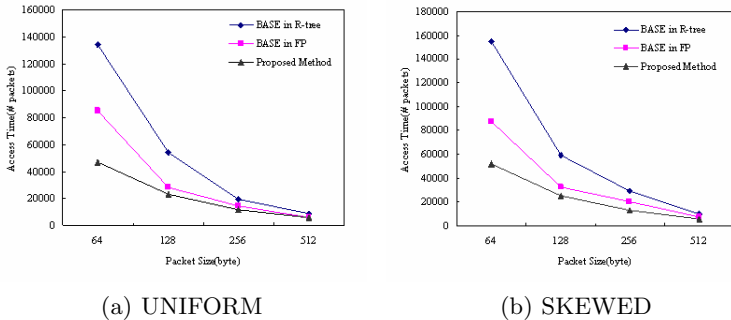 160000
140000
120000
100000
80000
60000
40000
20000
0
Access Time(# packets)
BASE in R-tree
BASE in FP
Proposed Method
64 128 256 512
Packet Size(byte)
(a) UNIFORM
180000
160000
140000
120000
100000
80000
60000
40000
20000
0
Access Time(# packets)
BASE in R-tree
BASE in FP
Proposed Method
64 128 256 512
Packet Size(byte)
(b) SKEWED